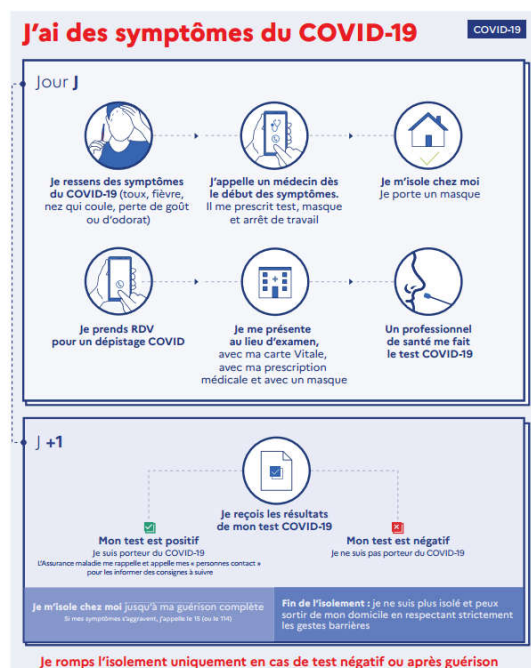 J'ai des symptômes du COVID-19
COVID-19
Jour J
Je ressens des symptômes
du COVID-19 (toux, fièvre,
nez qui coule, perte de goût
ou d'odorat)
J'appelle un médecin dès
le début des symptômes.
Il me prescrit test, masque
et arrêt de travail
Je m'isole chez moi
Je porte un masque
Je prends RDV
pour un dépistage COVID
Je me présente
au lieu d'examen,
avec ma carte Vitale,
avec ma prescription
médicale et avec un masque
Un professionnel
de santé me fait
le test COVID-19
J +1
Je reçois les résultats
de mon test COVID-19
Mon test est positif
Je suis porteur du COVID-19
L'Assurance maladie me rappelle et appelle mes « personnes contact »
pour les informer des consignes à suivre
Mon test est négatif
Je ne suis pas porteur du COVID-19
Je m'isole chez moi jusqu'à ma guérison complète
Si mes symptômes s'aggravent, j'appelle le 15 (ou le 114)
Fin de l'isolement : je ne suis plus isolé et peux
sortir de mon domicile en respectant strictement
les gestes barrières
Je romps l'isolement uniquement en cas de test négatif ou après guérison